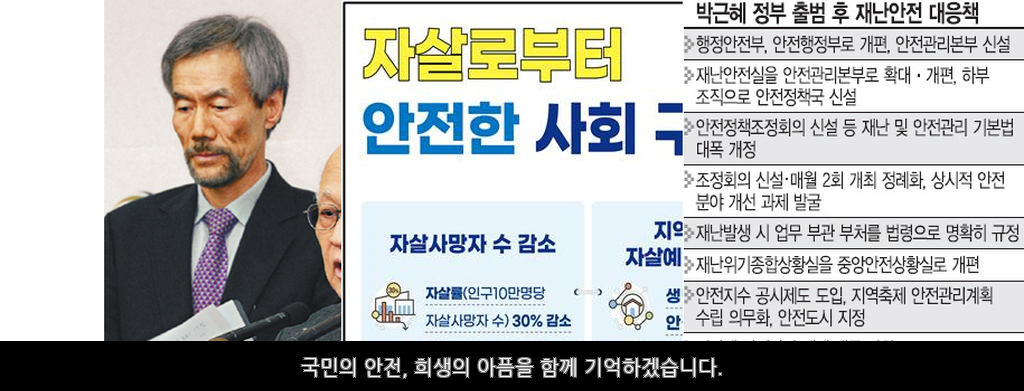 자살로부터
안전한 사회 구
자살사망자 수 감소
지역
자살예
30%
자살률(인구10만명당
자살사망자 수) 30% 감소
생
안
박근혜 정부 출범 후 재난안전 대응책
행정안전부, 안전행정부로 개편, 안전관리본부 신설
재난안전실을 안전관리본부로 확대·개편, 하부
조직으로 안전정책국 신설
안전정책조정회의 신설 등 재난 및 안전관리 기본법
대폭 개정
조정회의 신설·매월 2회 개최 정례화, 상시적 안전
분야 개선 과제 발굴
재난발생 시 업무 부관 부처를 법령으로 명확히 규정
재난위기종합상황실을 중앙안전상황실로 개편
안전지수 공시제도 도입, 지역축제 안전관리계획
수립 의무화, 안전도시 지정
국민의 안전, 희생의 아픔을 함께 기억하겠습니다.